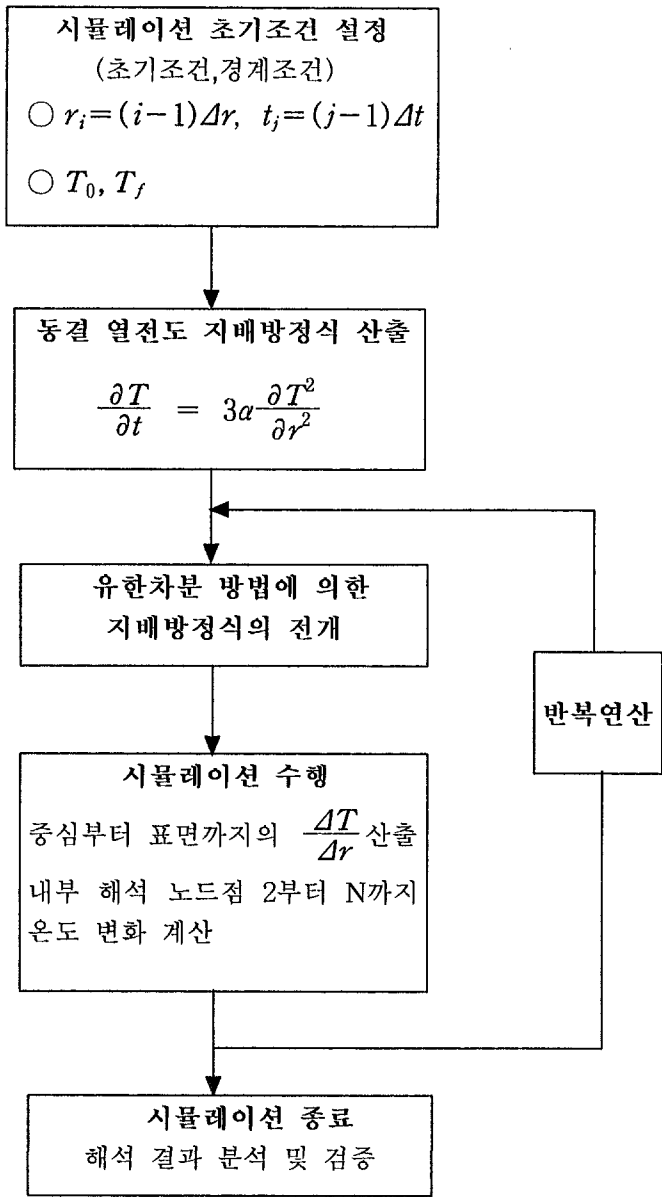 시뮬레이션 초기조건 설정
(초기조건,경계조건)
○ rᵢ=(i−1)Δr, tⱼ=(j−1)Δt
○ T₀, T_f
동결 열전도 지배방정식 산출
∂T/∂t = 3α ∂T²/∂r²
유한차분 방법에 의한
지배방정식의 전개
반복연산
시뮬레이션 수행
중심부터 표면까지의 ΔT/Δr 산출
내부 해석 노드점 2부터 N까지
온도 변화 계산
시뮬레이션 종료
해석 결과 분석 및 검증